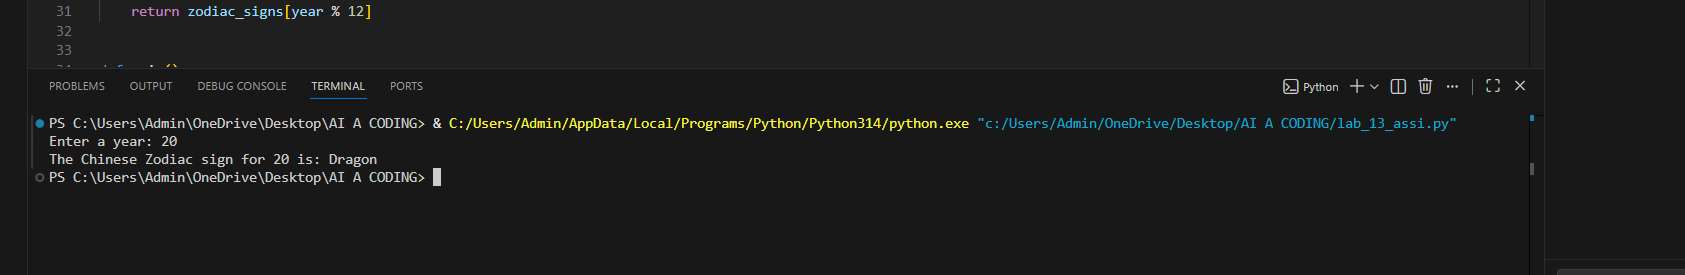 31 return zodiac_signs[year % 12]
32
33
PROBLEMS OUTPUT DEBUG CONSOLE TERMINAL PORTS Python
PS C:\Users\Admin\OneDrive\Desktop\AI A CODING> & C:/Users/Admin/AppData/Local/Programs/Python/Python314/python.exe "c:/Users/Admin/OneDrive/Desktop/AI A CODING/lab_13_assi.py"
Enter a year: 20
The Chinese Zodiac sign for 20 is: Dragon
PS C:\Users\Admin\OneDrive\Desktop\AI A CODING>